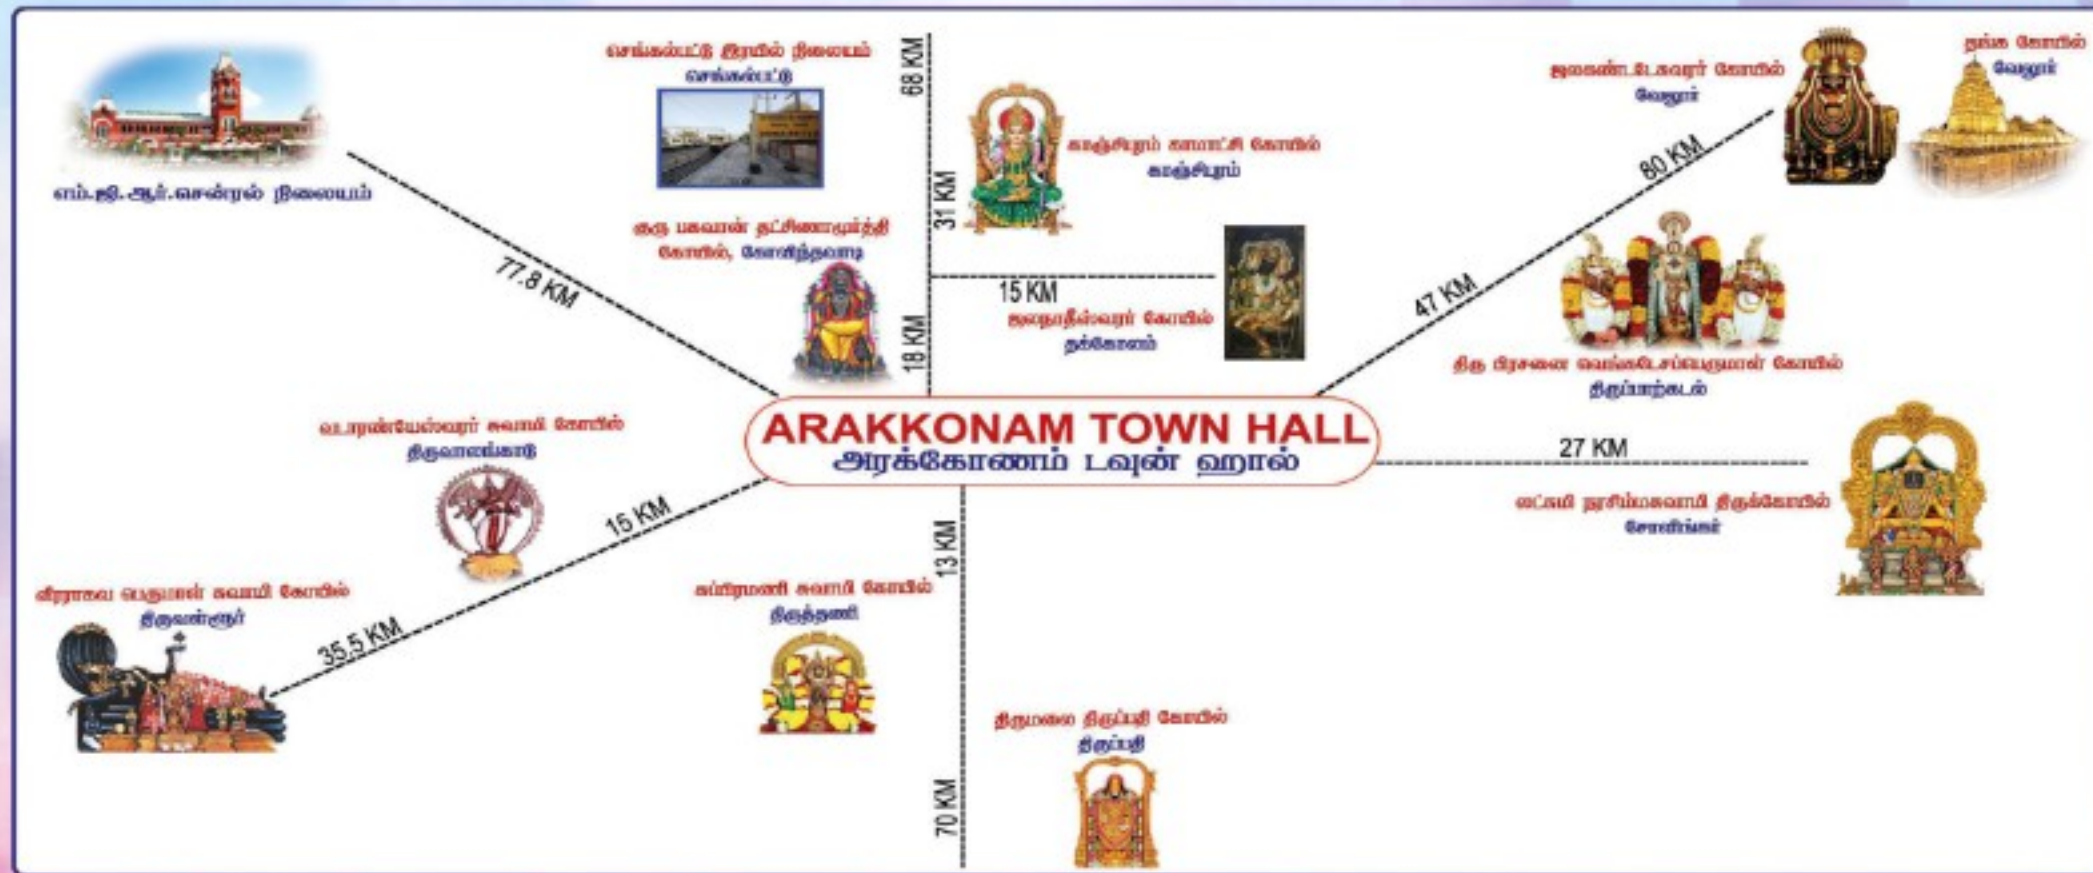 எம்.ஜி.ஆர்.சென்ரல் நிலையம்
77.8 KM
செங்கல்பட்டு இரயில் நிலையம்
செங்கல்பட்டு
68 KM
குரு பகவான் தட்சிணாமூர்த்தி
கோயில், கோவிந்தவாடி
18 KM
31 KM
காஞ்சிபுரம் காமாட்சி கோயில்
காஞ்சிபுரம்
15 KM
ஜலநாதீஸ்வரர் கோயில்
தக்கோலம்
ஜலகண்டேசுவரர் கோயில்
வேலூர்
தங்க கோயில்
வேலூர்
80 KM
47 KM
திரு பிரசனை வெங்கடேசப்பெருமாள் கோயில்
திருப்பாற்கடல்
ARAKKONAM TOWN HALL
அரக்கோணம் டவுன் ஹால்
27 KM
லட்சுமி நரசிம்மசுவாமி திருக்கோயில்
சோளிங்கர்
வடாரண்யேஸ்வரர் சுவாமி கோயில்
திருவாலங்காடு
15 KM
வீரராகவ பெருமாள் சுவாமி கோயில்
திருவள்ளூர்
35.5 KM
13 KM
சுப்பிரமணி சுவாமி கோயில்
திருத்தணி
திருமலை திருப்பதி கோயில்
திருப்பதி
70 KM